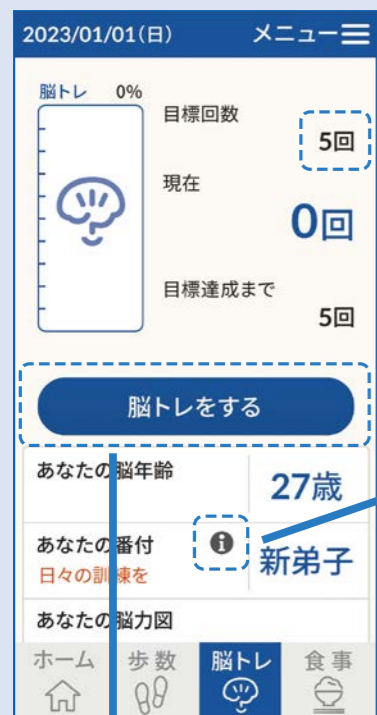 2023/01/01(日) メニュー
脳トレ 0%
目標回数
5回
現在
0回
目標達成まで
5回
脳トレをする
あなたの脳年齢 27歳
あなたの番付 新弟子
日々の訓練を
あなたの脳力図
ホーム 歩数 脳トレ 食事